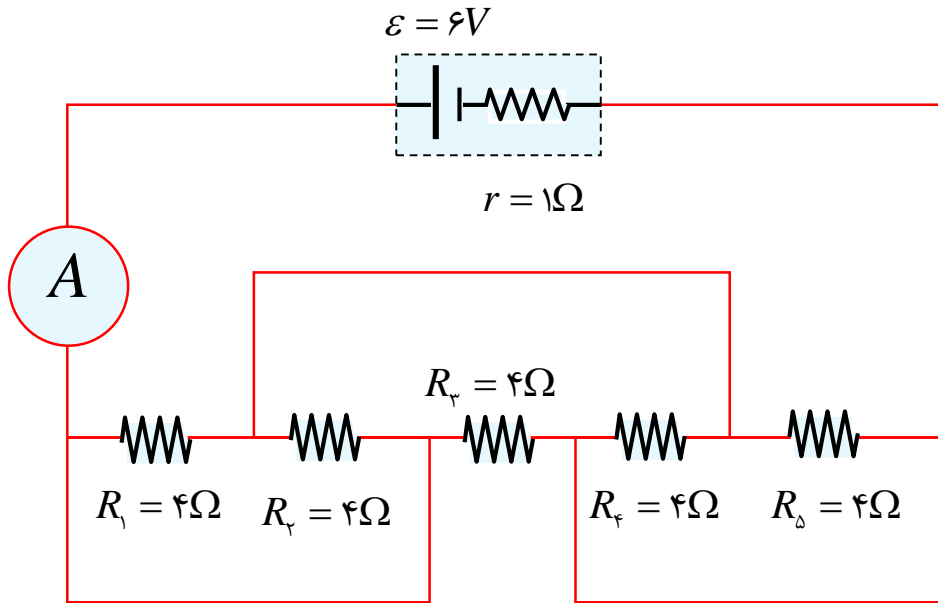 ε = ۶V
r = ۱Ω
A
R۳ = ۴Ω
R۱ = ۴Ω
R۲ = ۴Ω
R۴ = ۴Ω
R۵ = ۴Ω